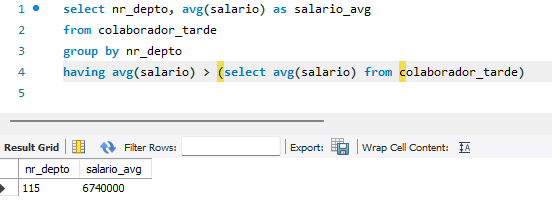 1 select nr_depto, avg(salario) as salario_avg
2 from colaborador_tarde
3 group by nr_depto
4 having avg(salario) > (select avg(salario) from colaborador_tarde)
5
Result Grid Filter Rows: Export: Wrap Cell Content: IA
nr_depto salario_avg
115 6740000